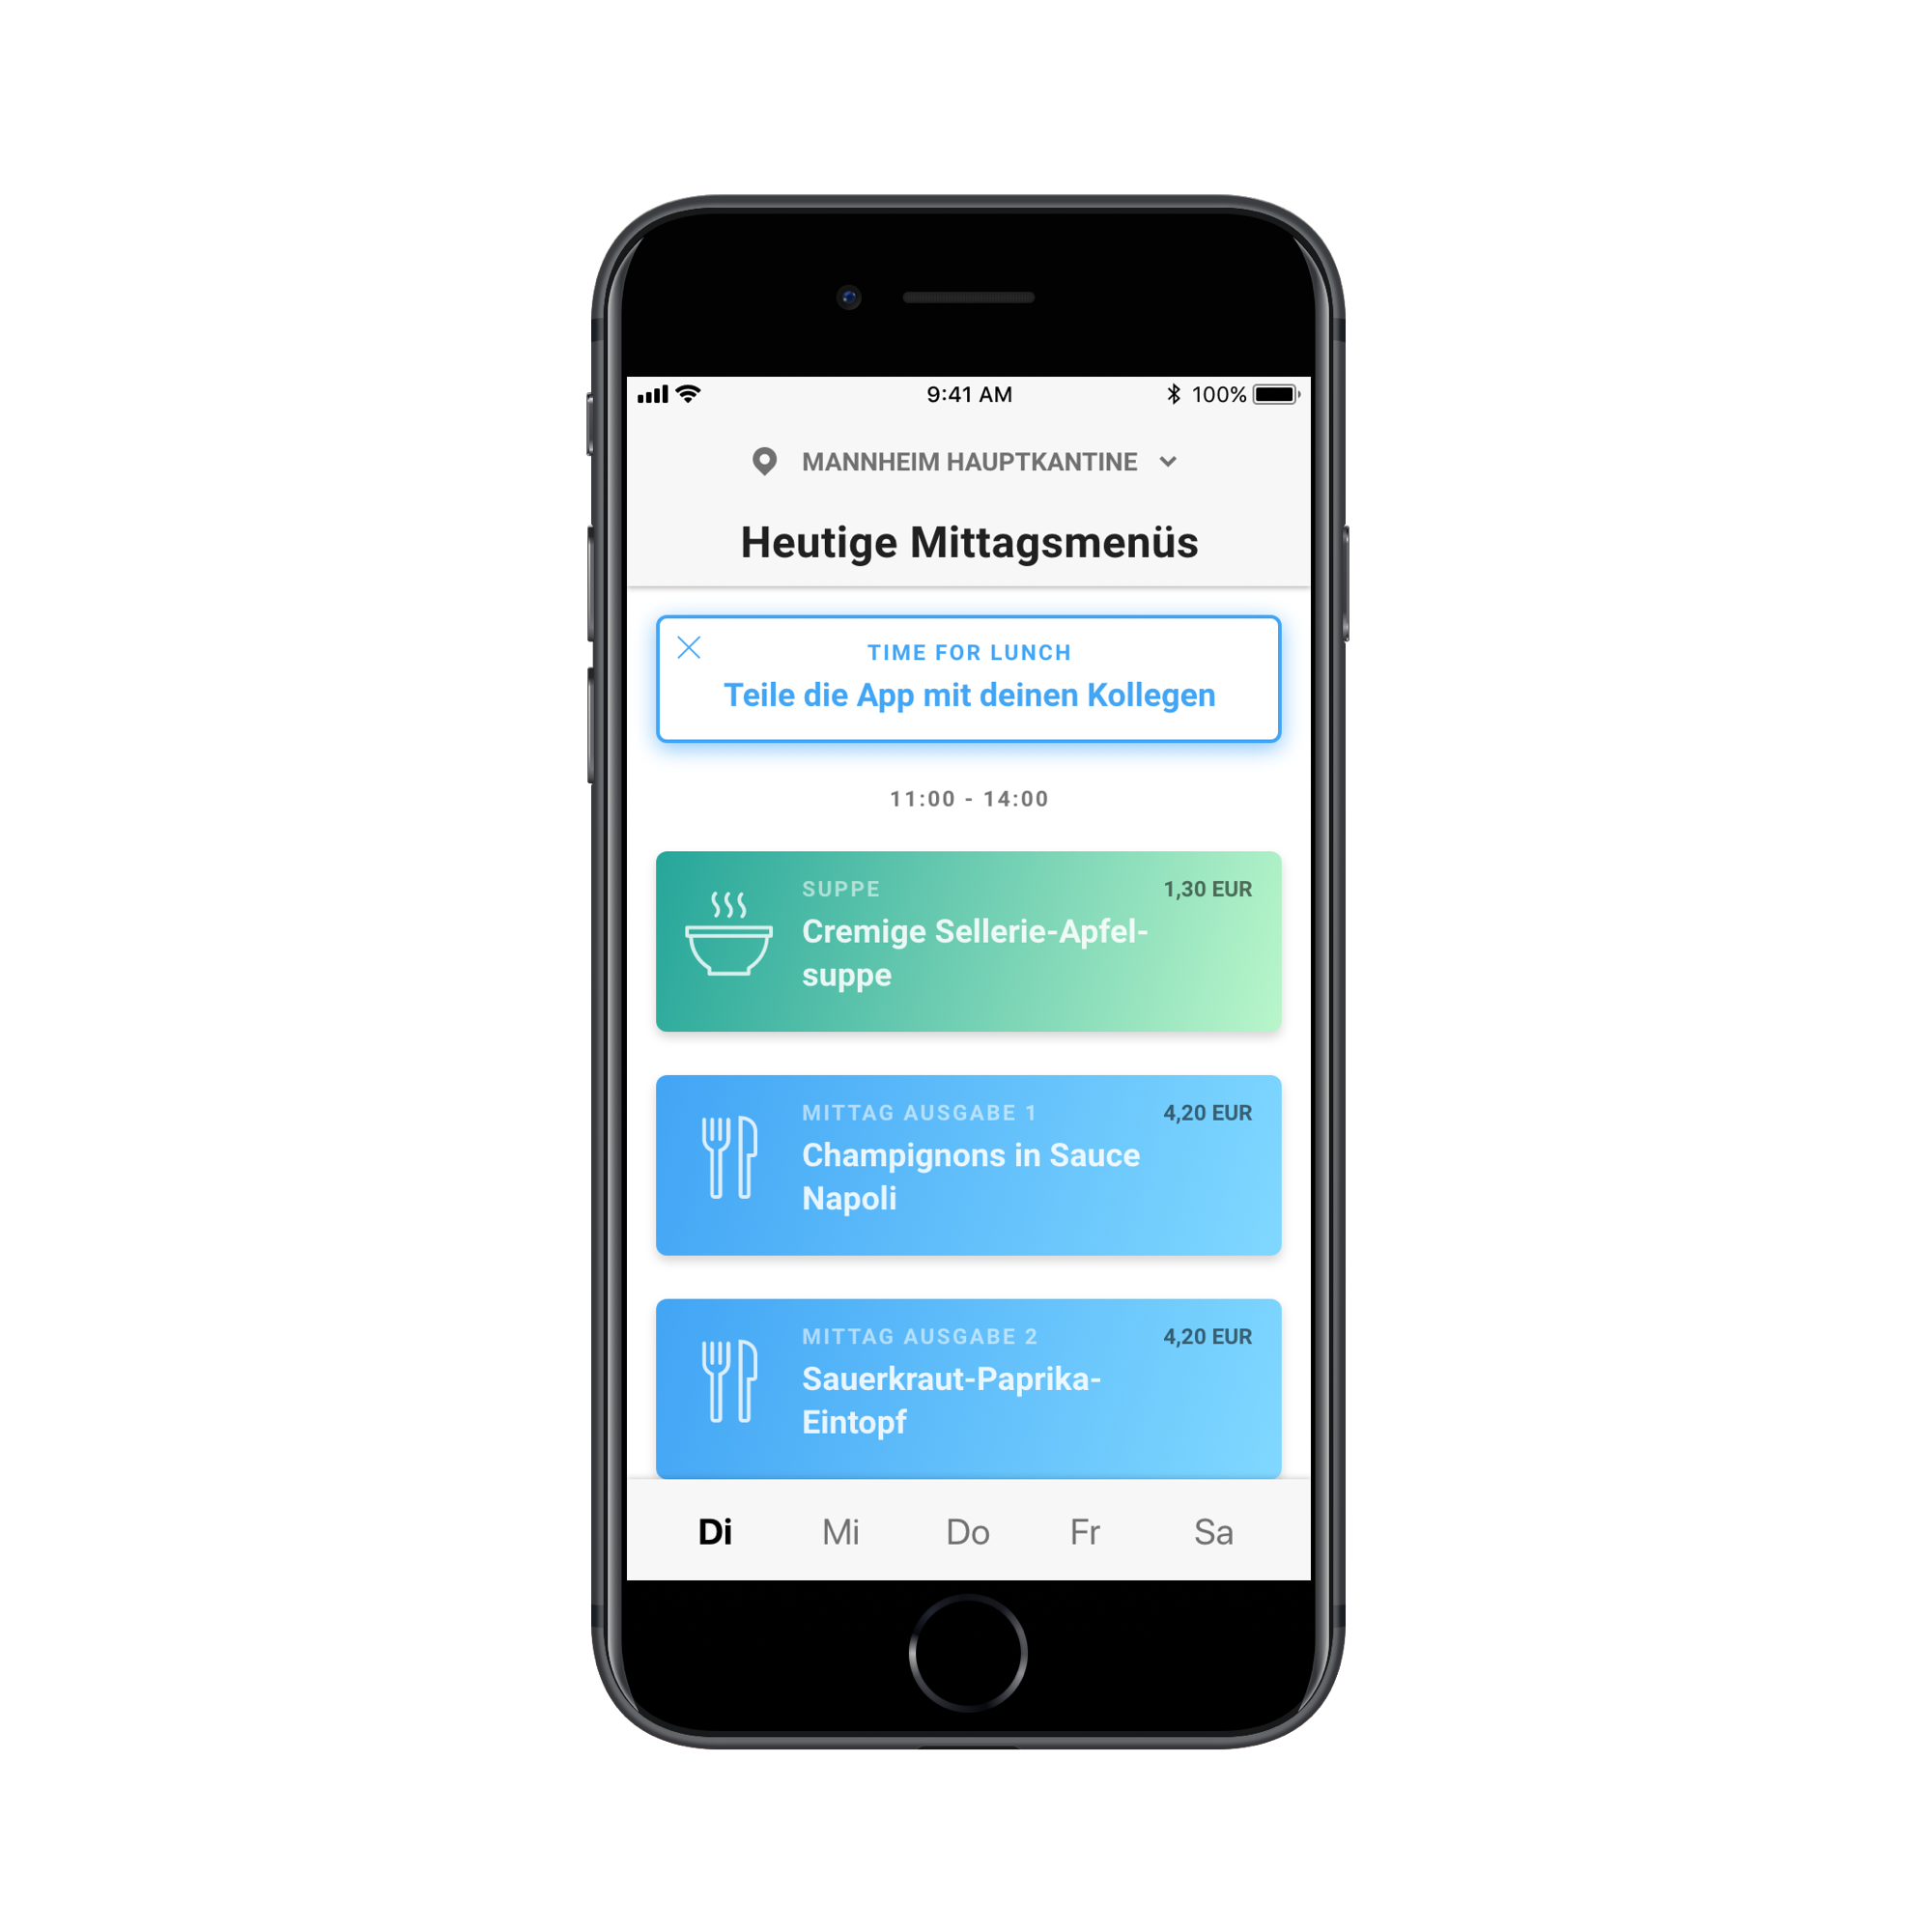 9:41 AM
100%
MANNHEIM HAUPTKANTINE
Heutige Mittagsmenüs
TIME FOR LUNCH
Teile die App mit deinen Kollegen
11:00 - 14:00
SUPPE
1,30 EUR
Cremige Sellerie-Apfel-
suppe
MITTAG AUSGABE 1
4,20 EUR
Champignons in Sauce
Napoli
MITTAG AUSGABE 2
4,20 EUR
Sauerkraut-Paprika-
Eintopf
Di Mi Do Fr Sa